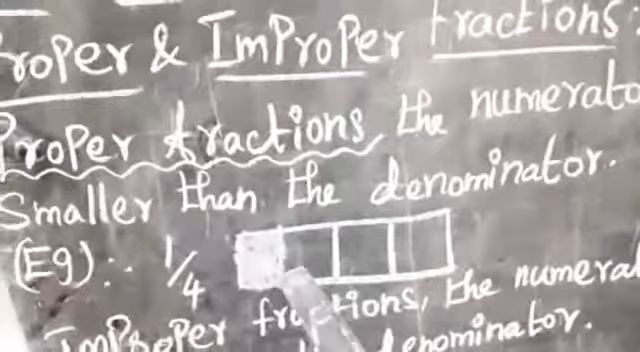 roper & Improper fractions:
Proper fractions, the numerato
Smaller than the denominator.
(Eg):- 1/4
Improper fractions, the numera
denominator.